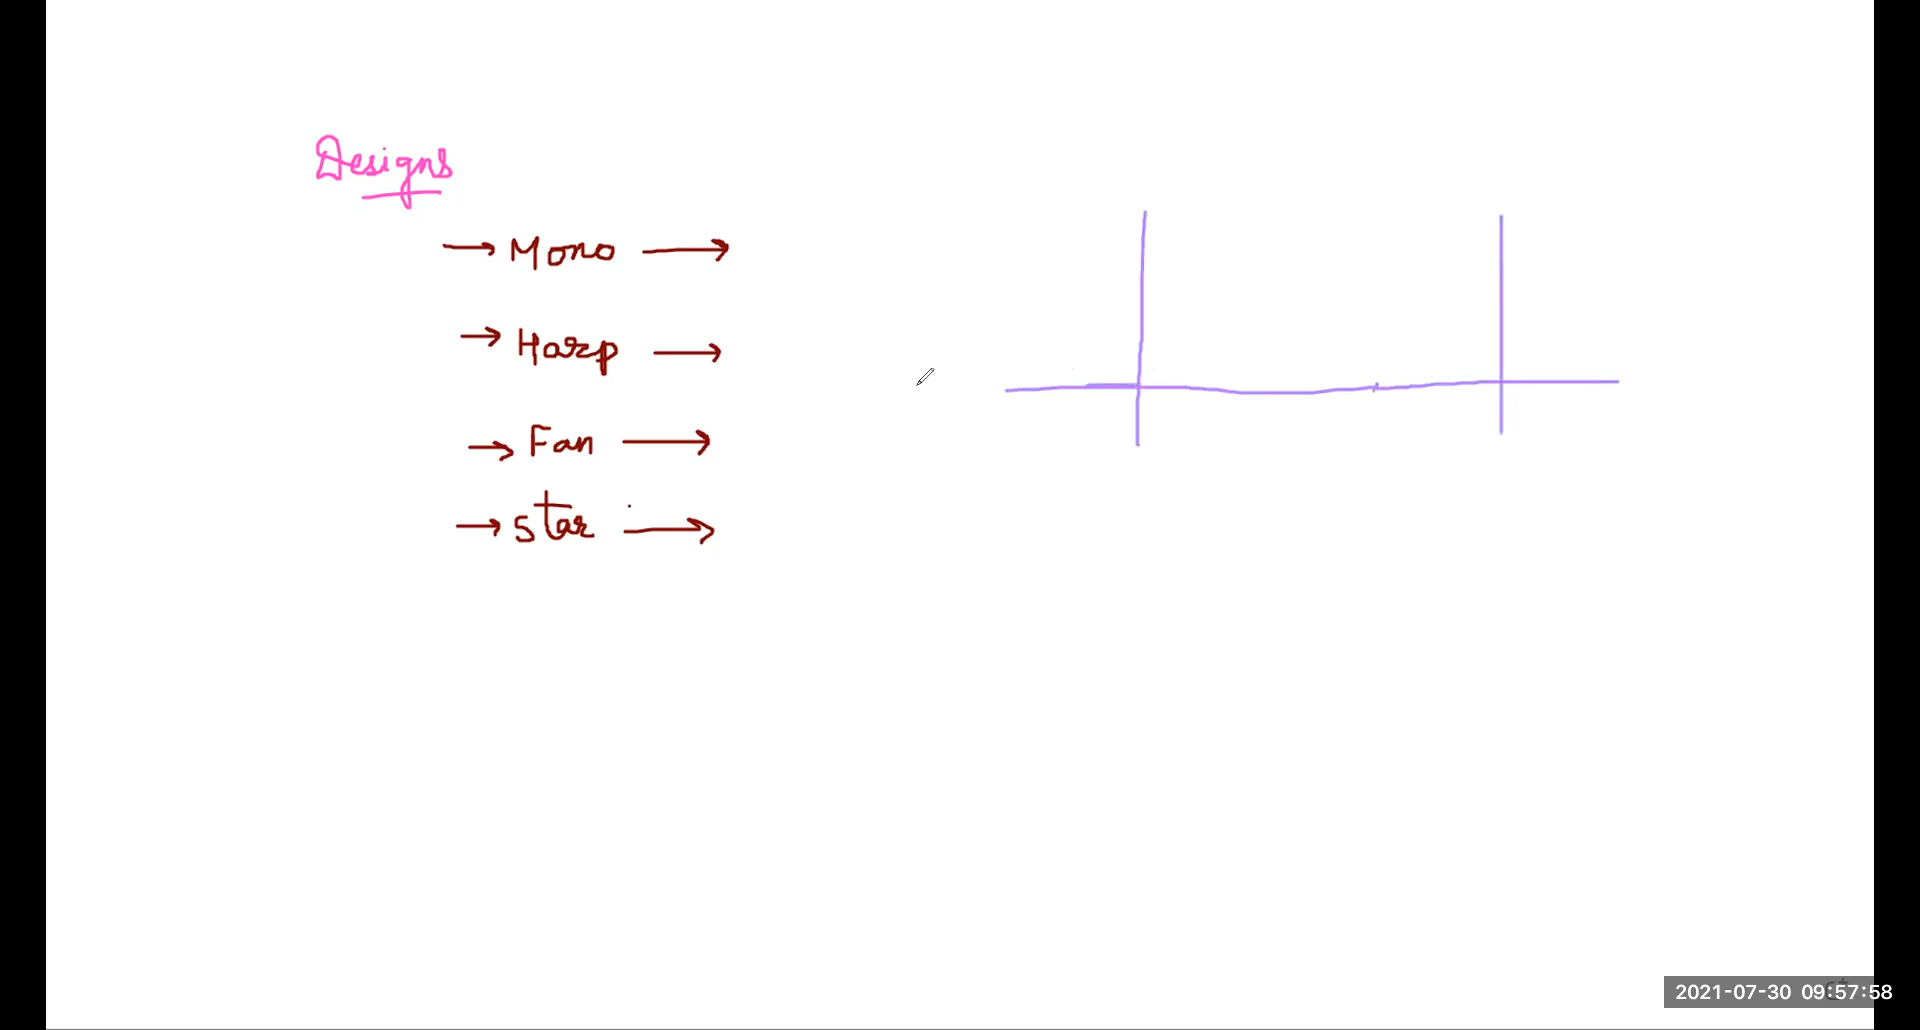 Designs
→ Mono →
→ Harp →
→ Fan →
→ Star →
2021-07-30 09:57:58